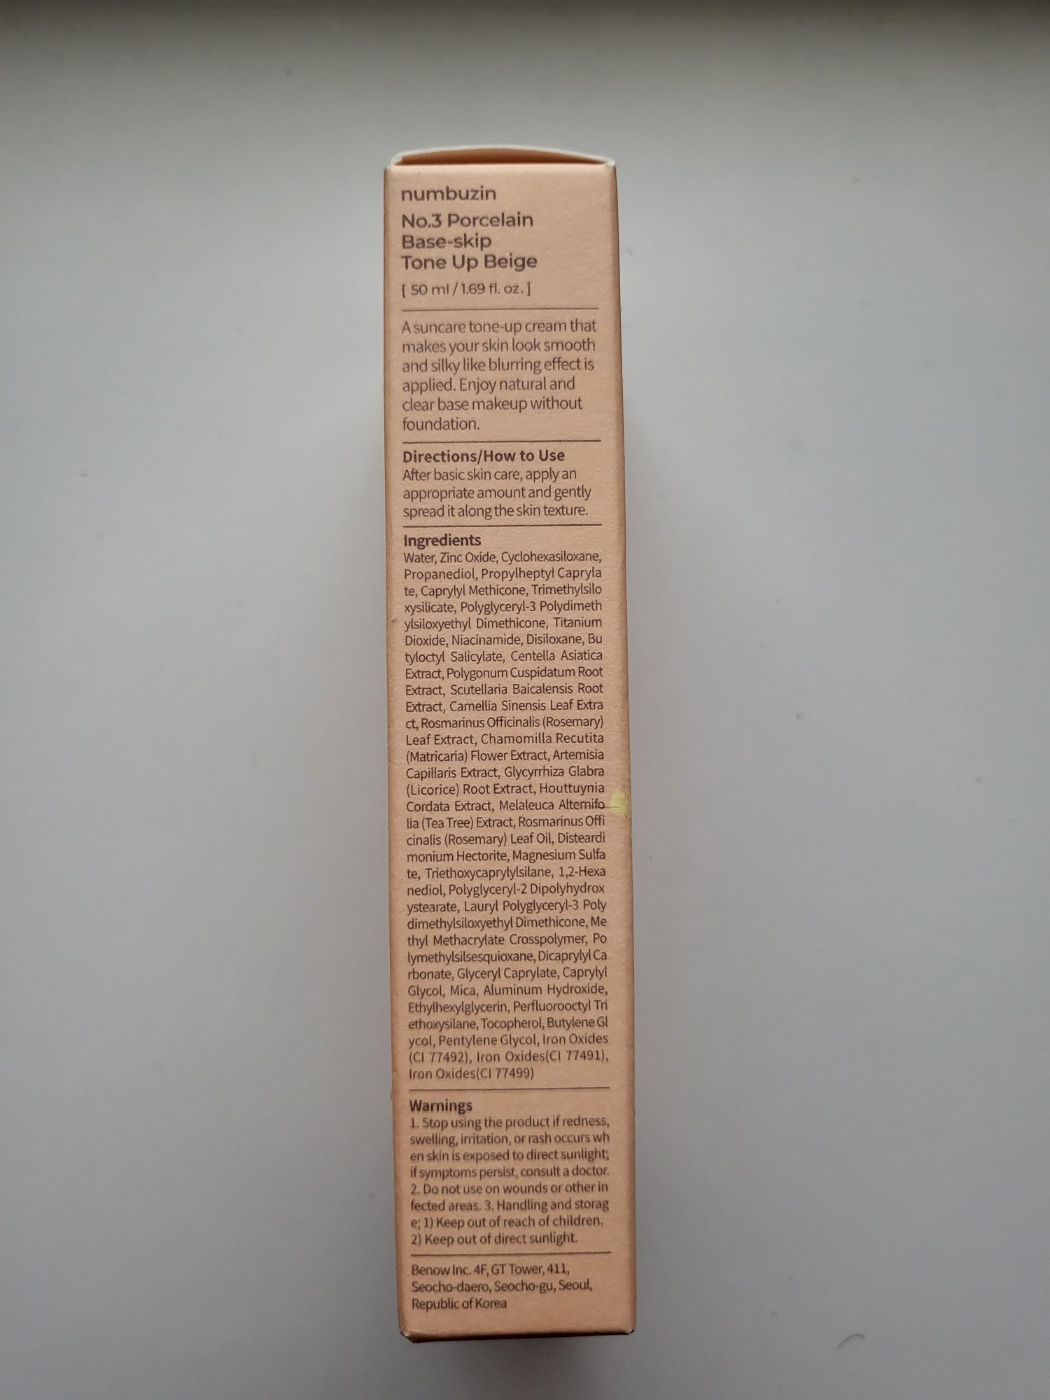 numbuzin
No.3 Porcelain
Base-skip
Tone Up Beige
[ 50 ml / 1.69 fl. oz. ]
A suncare tone-up cream that
makes your skin look smooth
and silky like blurring effect is
applied. Enjoy natural and
clear base makeup without
foundation.
Directions/How to Use
After basic skin care, apply an
appropriate amount and gently
spread it along the skin texture.
Ingredients
Water, Zinc Oxide, Cyclohexasiloxane,
Propanediol, Propylheptyl Capryla
te, Caprylyl Methicone, Trimethylsilo
xysilicate, Polyglyceryl-3 Polydimeth
ylsiloxyethyl Dimethicone, Titanium
Dioxide, Niacinamide, Disiloxane, Bu
tyloctyl Salicylate, Centella Asiatica
Extract, Polygonum Cuspidatum Root
Extract, Scutellaria Baicalensis Root
Extract, Camellia Sinensis Leaf Extra
ct, Rosmarinus Officinalis (Rosemary)
Leaf Extract, Chamomilla Recutita
(Matricaria) Flower Extract, Artemisia
Capillaris Extract, Glycyrrhiza Glabra
(Licorice) Root Extract, Houttuynia
Cordata Extract, Melaleuca Alternifo
lia (Tea Tree) Extract, Rosmarinus Offi
cinalis (Rosemary) Leaf Oil, Disteardi
monium Hectorite, Magnesium Sulfa
te, Triethoxycaprylylsilane, 1,2-Hexa
nediol, Polyglyceryl-2 Dipolyhydrox
ystearate, Lauryl Polyglyceryl-3 Poly
dimethylsiloxyethyl Dimethicone, Me
thyl Methacrylate Crosspolymer, Po
lymethylsilsesquioxane, Dicaprylyl Ca
rbonate, Glyceryl Caprylate, Caprylyl
Glycol, Mica, Aluminum Hydroxide,
Ethylhexylglycerin, Perfluorooctyl Tri
ethoxysilane, Tocopherol, Butylene Gl
ycol, Pentylene Glycol, Iron Oxides
(CI 77492), Iron Oxides(CI 77491),
Iron Oxides(CI 77499)
Warnings
1. Stop using the product if redness,
swelling, irritation, or rash occurs wh
en skin is exposed to direct sunlight;
if symptoms persist, consult a doctor.
2. Do not use on wounds or other in
fected areas. 3. Handling and storag
e; 1) Keep out of reach of children.
2) Keep out of direct sunlight.
Benow Inc. 4F, GT Tower, 411,
Seocho-daero, Seocho-gu, Seoul,
Republic of Korea